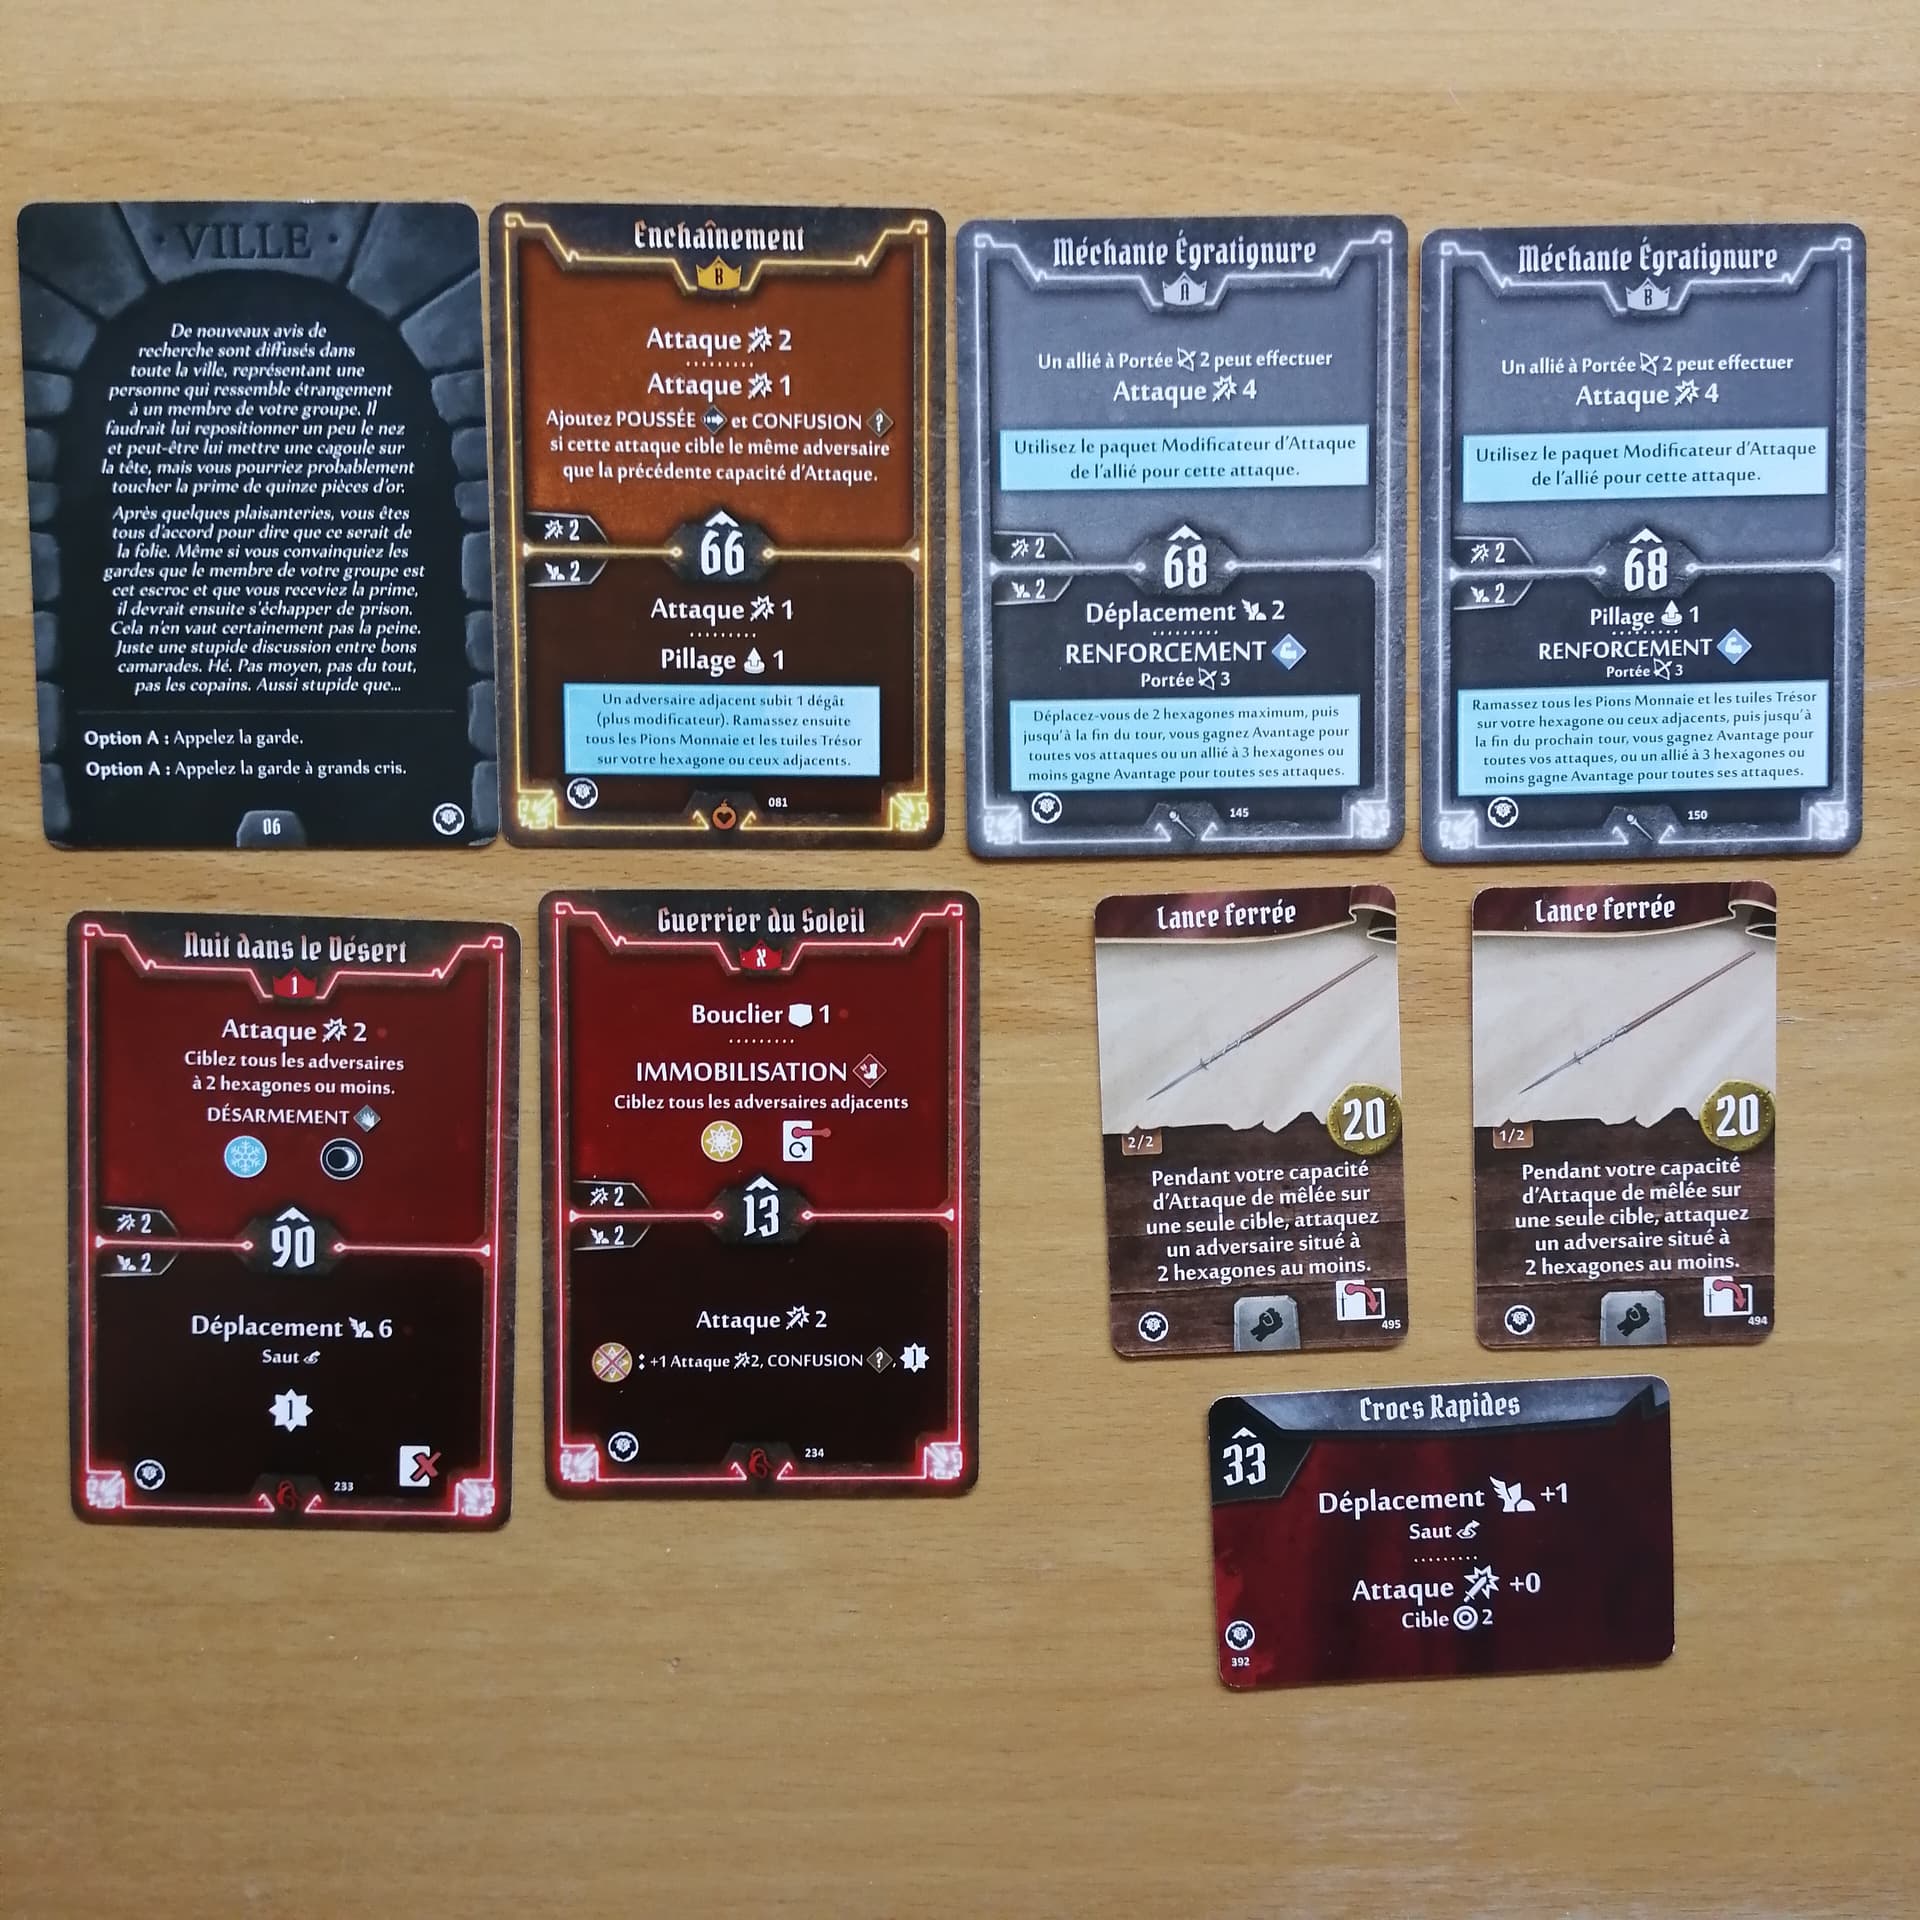 VILLE
De nouveaux avis de
recherche sont diffusés dans
toute la ville, représentant une
personne qui ressemble étrangement
à un membre de votre groupe. Il
faudrait lui repositionner un peu le nez
et peut-être lui mettre une cagoule sur
la tête, mais vous pourriez probablement
toucher la prime de quinze pièces d'or.
Après quelques plaisanteries, vous êtes
tous d'accord pour dire que ce serait de
la folie. Même si vous convainquiez les
gardes que le membre de votre groupe est
cet escroc et que vous receviez la prime,
il devrait ensuite s'échapper de prison.
Cela n'en vaut certainement pas la peine.
Juste une stupide discussion entre bons
camarades. Hé. Pas moyen, pas du tout,
pas les copains. Aussi stupide que...
Option A : Appelez la garde.
Option A : Appelez la garde à grands cris.
06
Enchaînement
B
Attaque 2
Attaque 1
Ajoutez POUSSÉE et CONFUSION ?
si cette attaque cible le même adversaire
que la précédente capacité d'Attaque.
2
66
2
Attaque 1
Pillage 1
Un adversaire adjacent subit 1 dégât
(plus modificateur). Ramassez ensuite
tous les Pions Monnaie et les tuiles Trésor
sur votre hexagone ou ceux adjacents.
081
Méchante Égratignure
A
Un allié à Portée 2 peut effectuer
Attaque 4
Utilisez le paquet Modificateur d'Attaque
de l'allié pour cette attaque.
2
68
2
Déplacement 2
RENFORCEMENT
Portée 3
Déplacez-vous de 2 hexagones maximum, puis
jusqu'à la fin du tour, vous gagnez Avantage pour
toutes vos attaques ou un allié à 3 hexagones ou
moins gagne Avantage pour toutes ses attaques.
145
Méchante Égratignure
B
Un allié à Portée 2 peut effectuer
Attaque 4
Utilisez le paquet Modificateur d'Attaque
de l'allié pour cette attaque.
2
68
2
Pillage 1
RENFORCEMENT
Portée 3
Ramassez tous les Pions Monnaie et les tuiles Trésor
sur votre hexagone ou ceux adjacents, puis jusqu'à
la fin du prochain tour, vous gagnez Avantage pour
toutes vos attaques, ou un allié à 3 hexagones ou
moins gagne Avantage pour toutes ses attaques.
150
Nuit dans le Désert
1
Attaque 2
Ciblez tous les adversaires
à 2 hexagones ou moins.
DÉSARMEMENT
2
90
2
Déplacement 6
Saut
1
233
Guerrier du Soleil
X
Bouclier 1
IMMOBILISATION
Ciblez tous les adversaires adjacents
2
13
2
Attaque 2
: +1 Attaque 2, CONFUSION ?, 1
234
Lance ferrée
20
2/2
Pendant votre capacité
d'Attaque de mêlée sur
une seule cible, attaquez
un adversaire situé à
2 hexagones au moins.
495
Lance ferrée
20
1/2
Pendant votre capacité
d'Attaque de mêlée sur
une seule cible, attaquez
un adversaire situé à
2 hexagones au moins.
494
Crocs Rapides
33
Déplacement +1
Saut
Attaque +0
Cible 2
392